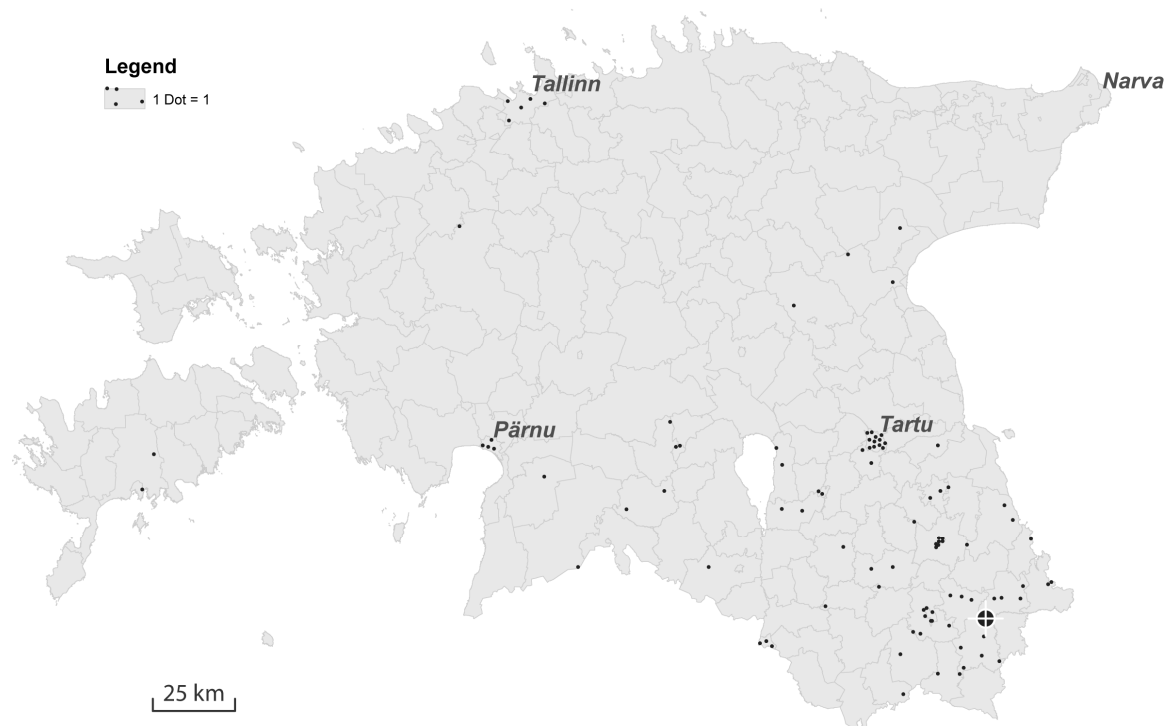 Legend
1 Dot = 1
Tallinn
Narva
Pärnu
Tartu
25 km